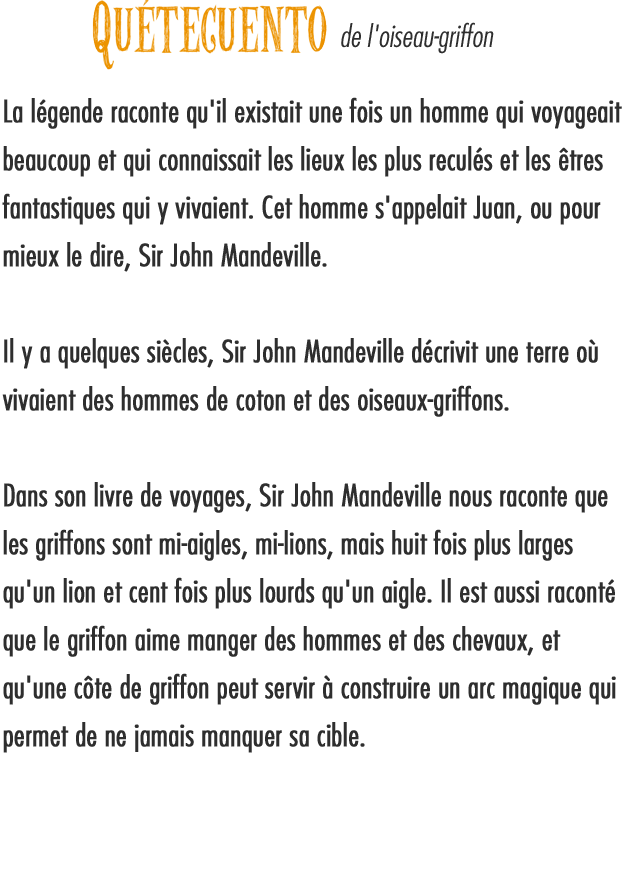 QUÉTECUENTO de l'oiseau-griffon
La légende raconte qu'il existait une fois un homme qui voyageait
beaucoup et qui connaissait les lieux les plus reculés et les êtres
fantastiques qui y vivaient. Cet homme s'appelait Juan, ou pour
mieux le dire, Sir John Mandeville.
Il y a quelques siècles, Sir John Mandeville décrivit une terre où
vivaient des hommes de coton et des oiseaux-griffons.
Dans son livre de voyages, Sir John Mandeville nous raconte que
les griffons sont mi-aigles, mi-lions, mais huit fois plus larges
qu'un lion et cent fois plus lourds qu'un aigle. Il est aussi raconté
que le griffon aime manger des hommes et des chevaux, et
qu'une côte de griffon peut servir à construire un arc magique qui
permet de ne jamais manquer sa cible.